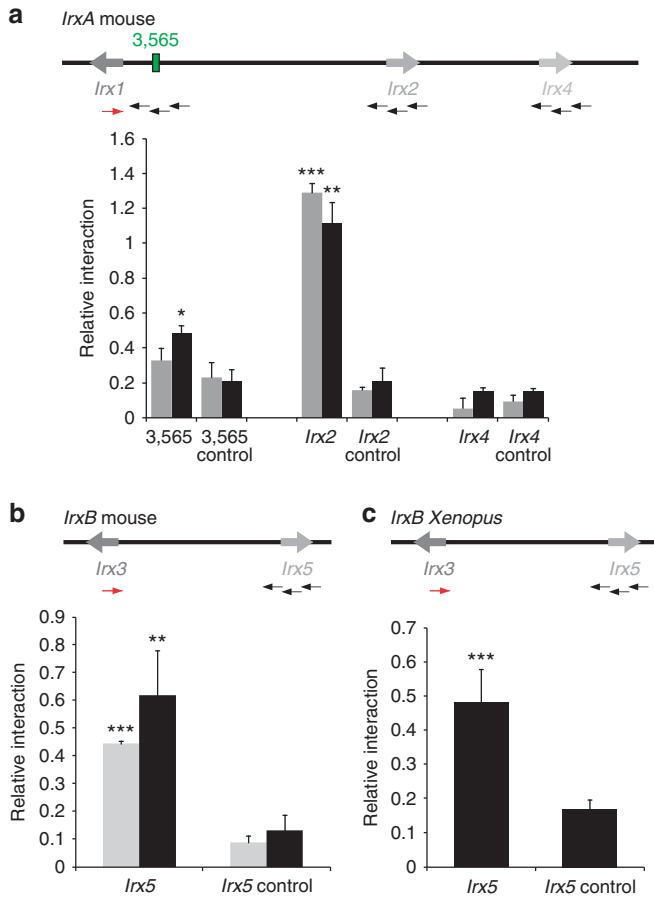 a
IrxA mouse
3,565
Irx1
Irx2
Irx4
Relative interaction
1.6
1.4
1.2
1
0.8
0.6
0.4
0.2
0
*
***
**
3,565
3,565 control
Irx2
Irx2 control
Irx4
Irx4 control
b
IrxB mouse
Irx3
Irx5
Relative interaction
0.9
0.8
0.7
0.6
0.5
0.4
0.3
0.2
0.1
0
***
**
Irx5
Irx5 control
c
IrxB Xenopus
Irx3
Irx5
Relative interaction
0.7
0.6
0.5
0.4
0.3
0.2
0.1
0
***
Irx5
Irx5 control